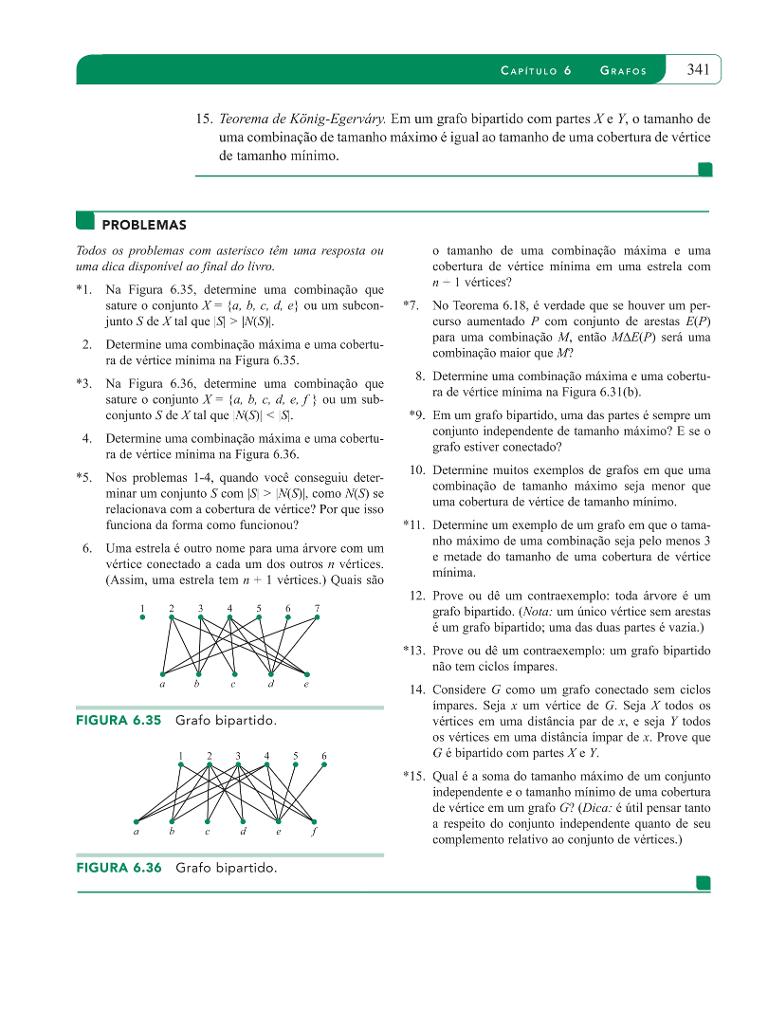 CAPÍTULO 6 GRAFOS 341
15. Teorema de König-Egerváry. Em um grafo bipartido com partes X e Y, o tamanho de
uma combinação de tamanho máximo é igual ao tamanho de uma cobertura de vértice
de tamanho mínimo.
PROBLEMAS
Todos os problemas com asterisco têm uma resposta ou
uma dica disponível ao final do livro.
*1. Na Figura 6.35, determine uma combinação que
sature o conjunto X = {a, b, c, d, e} ou um subcon-
junto S de X tal que |S| > |N(S)|.
2. Determine uma combinação máxima e uma cobertu-
ra de vértice mínima na Figura 6.35.
*3. Na Figura 6.36, determine uma combinação que
sature o conjunto X = {a, b, c, d, e, f } ou um sub-
conjunto S de X tal que |N(S)| < |S|.
4. Determine uma combinação máxima e uma cobertu-
ra de vértice mínima na Figura 6.36.
*5. Nos problemas 1-4, quando você conseguiu deter-
minar um conjunto S com |S| > |N(S)|, como N(S) se
relacionava com a cobertura de vértice? Por que isso
funciona da forma como funcionou?
6. Uma estrela é outro nome para uma árvore com um
vértice conectado a cada um dos outros n vértices.
(Assim, uma estrela tem n + 1 vértices.) Quais são
1 2 3 4 5 6 7
a b c d e
FIGURA 6.35 Grafo bipartido.
1 2 3 4 5 6
a b c d e f
FIGURA 6.36 Grafo bipartido.
o tamanho de uma combinação máxima e uma
cobertura de vértice mínima em uma estrela com
n − 1 vértices?
*7. No Teorema 6.18, é verdade que se houver um per-
curso aumentado P com conjunto de arestas E(P)
para uma combinação M, então MΔE(P) será uma
combinação maior que M?
8. Determine uma combinação máxima e uma cobertu-
ra de vértice mínima na Figura 6.31(b).
*9. Em um grafo bipartido, uma das partes é sempre um
conjunto independente de tamanho máximo? E se o
grafo estiver conectado?
10. Determine muitos exemplos de grafos em que uma
combinação de tamanho máximo seja menor que
uma cobertura de vértice de tamanho mínimo.
*11. Determine um exemplo de um grafo em que o tama-
nho máximo de uma combinação seja pelo menos 3
e metade do tamanho de uma cobertura de vértice
mínima.
12. Prove ou dê um contraexemplo: toda árvore é um
grafo bipartido. (Nota: um único vértice sem arestas
é um grafo bipartido; uma das duas partes é vazia.)
*13. Prove ou dê um contraexemplo: um grafo bipartido
não tem ciclos ímpares.
14. Considere G como um grafo conectado sem ciclos
ímpares. Seja x um vértice de G. Seja X todos os
vértices em uma distância par de x, e seja Y todos
os vértices em uma distância ímpar de x. Prove que
G é bipartido com partes X e Y.
*15. Qual é a soma do tamanho máximo de um conjunto
independente e o tamanho mínimo de uma cobertura
de vértice em um grafo G? (Dica: é útil pensar tanto
a respeito do conjunto independente quanto de seu
complemento relativo ao conjunto de vértices.)